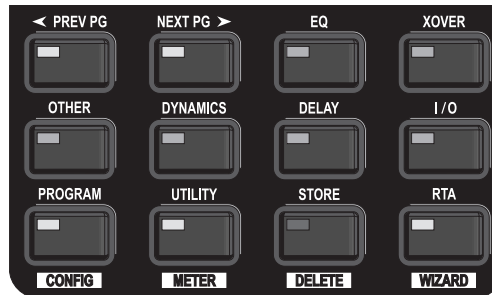 < PREV PG NEXT PG > EQ XOVER
OTHER DYNAMICS DELAY I/O
PROGRAM UTILITY STORE RTA
CONFIG METER DELETE WIZARD